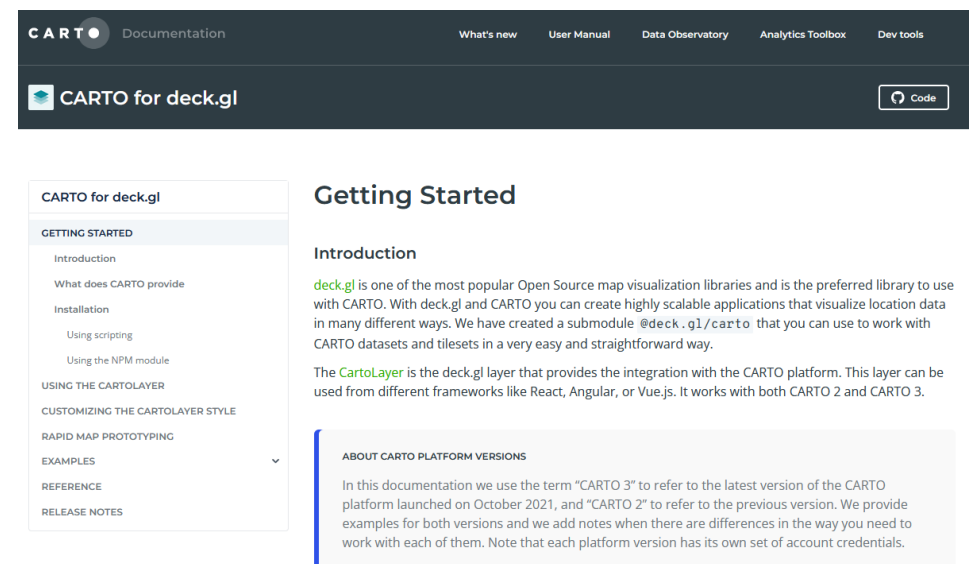 CARTO Documentation What's new User Manual Data Observatory Analytics Toolbox Dev tools
CARTO for deck.gl Code
CARTO for deck.gl
GETTING STARTED
Introduction
What does CARTO provide
Installation
Using scripting
Using the NPM module
USING THE CARTOLAYER
CUSTOMIZING THE CARTOLAYER STYLE
RAPID MAP PROTOTYPING
EXAMPLES
REFERENCE
RELEASE NOTES
Getting Started
Introduction
deck.gl is one of the most popular Open Source map visualization libraries and is the preferred library to use
with CARTO. With deck.gl and CARTO you can create highly scalable applications that visualize location data
in many different ways. We have created a submodule @deck.gl/carto that you can use to work with
CARTO datasets and tilesets in a very easy and straightforward way.
The CartoLayer is the deck.gl layer that provides the integration with the CARTO platform. This layer can be
used from different frameworks like React, Angular, or Vue.js. It works with both CARTO 2 and CARTO 3.
ABOUT CARTO PLATFORM VERSIONS
In this documentation we use the term “CARTO 3” to refer to the latest version of the CARTO
platform launched on October 2021, and “CARTO 2” to refer to the previous version. We provide
examples for both versions and we add notes when there are differences in the way you need to
work with each of them. Note that each platform version has its own set of account credentials.